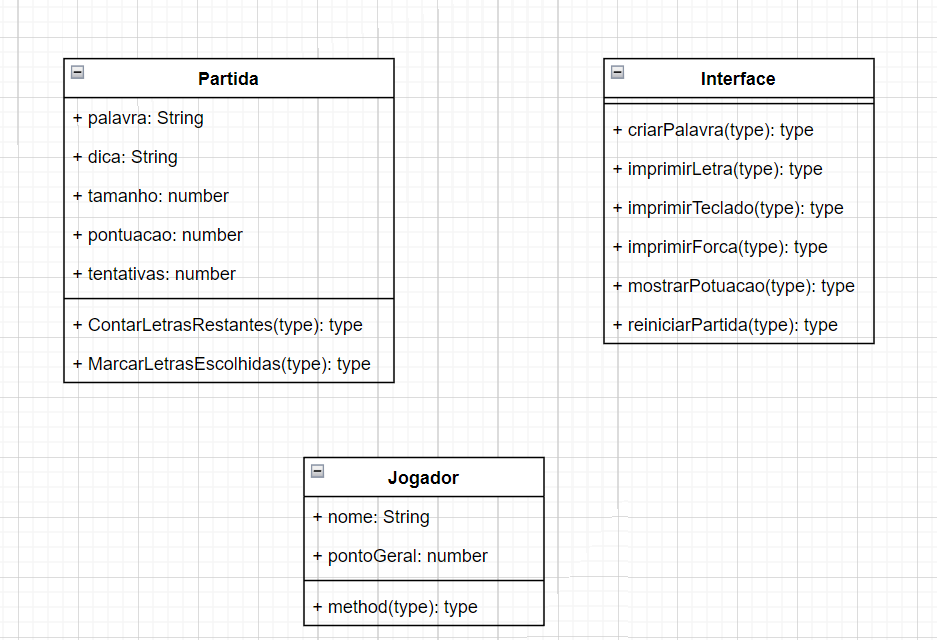 Partida
+ palavra: String
+ dica: String
+ tamanho: number
+ pontuacao: number
+ tentativas: number
+ ContarLetrasRestantes(type): type
+ MarcarLetrasEscolhidas(type): type
Interface
+ criarPalavra(type): type
+ imprimirLetra(type): type
+ imprimirTeclado(type): type
+ imprimirForca(type): type
+ mostrarPotuacao(type): type
+ reiniciarPartida(type): type
Jogador
+ nome: String
+ pontoGeral: number
+ method(type): type